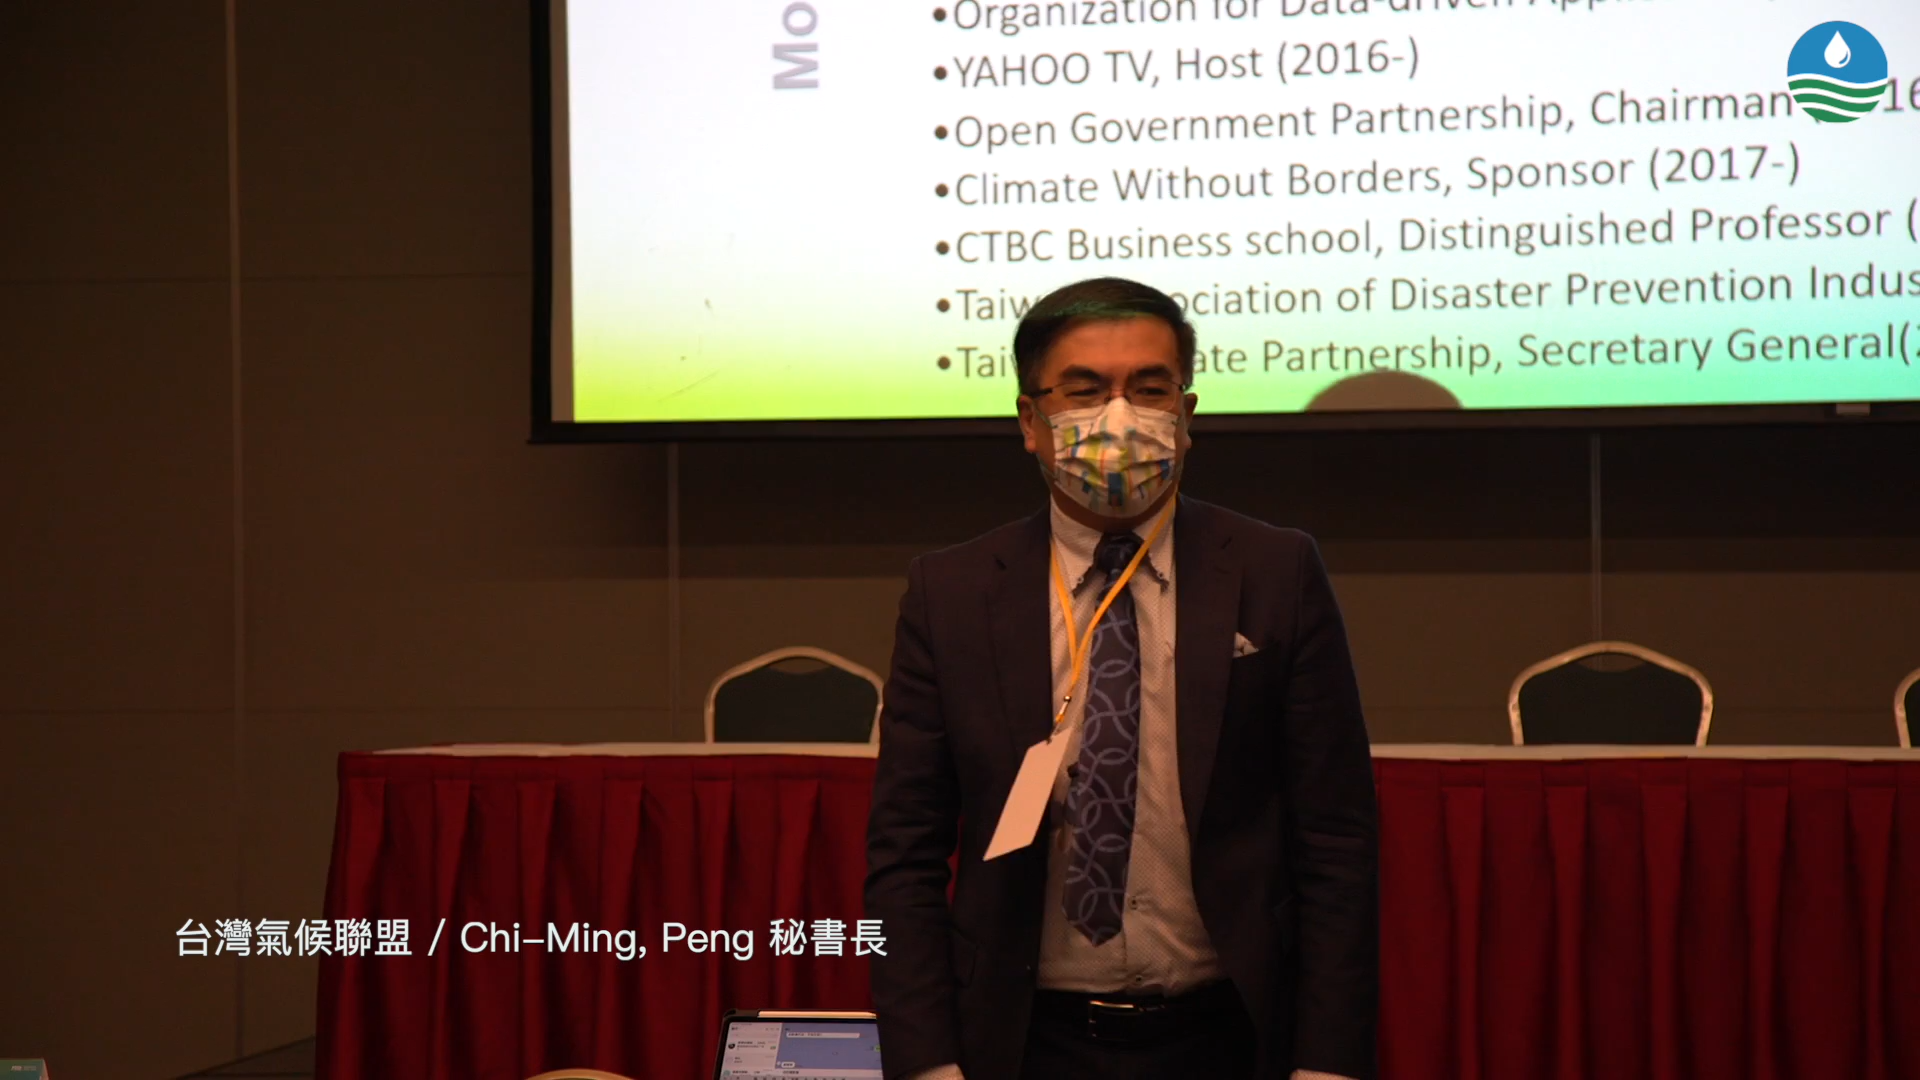 Mo
•Organization for Data-driven
•YAHOO TV, Host (2016-)
•Open Government Partnership, Chairman
•Climate Without Borders, Sponsor (2017-)
•CTBC Business school, Distinguished Professor (
•Taiw ociation of Disaster Prevention Indus
•Tai ate Partnership, Secretary General(
台灣氣候聯盟 / Chi-Ming, Peng 秘書長